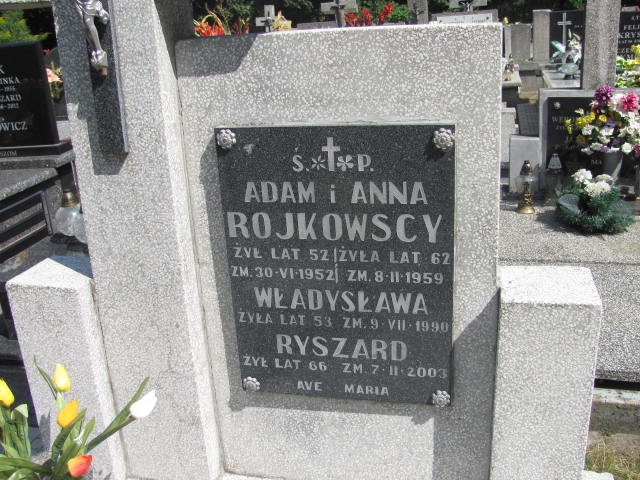 Ś. P.
ADAM i ANNA
ROJKOWSCY
ŻYŁ LAT 52 ŻYŁA LAT 62
ZM. 30·VI·1952 ZM. 8·II·1959
WŁADYSŁAWA
ŻYŁA LAT 53 ZM. 9·VII·1990
RYSZARD
ŻYŁ LAT 66 ZM. 7·II·2003
AVE MARIA